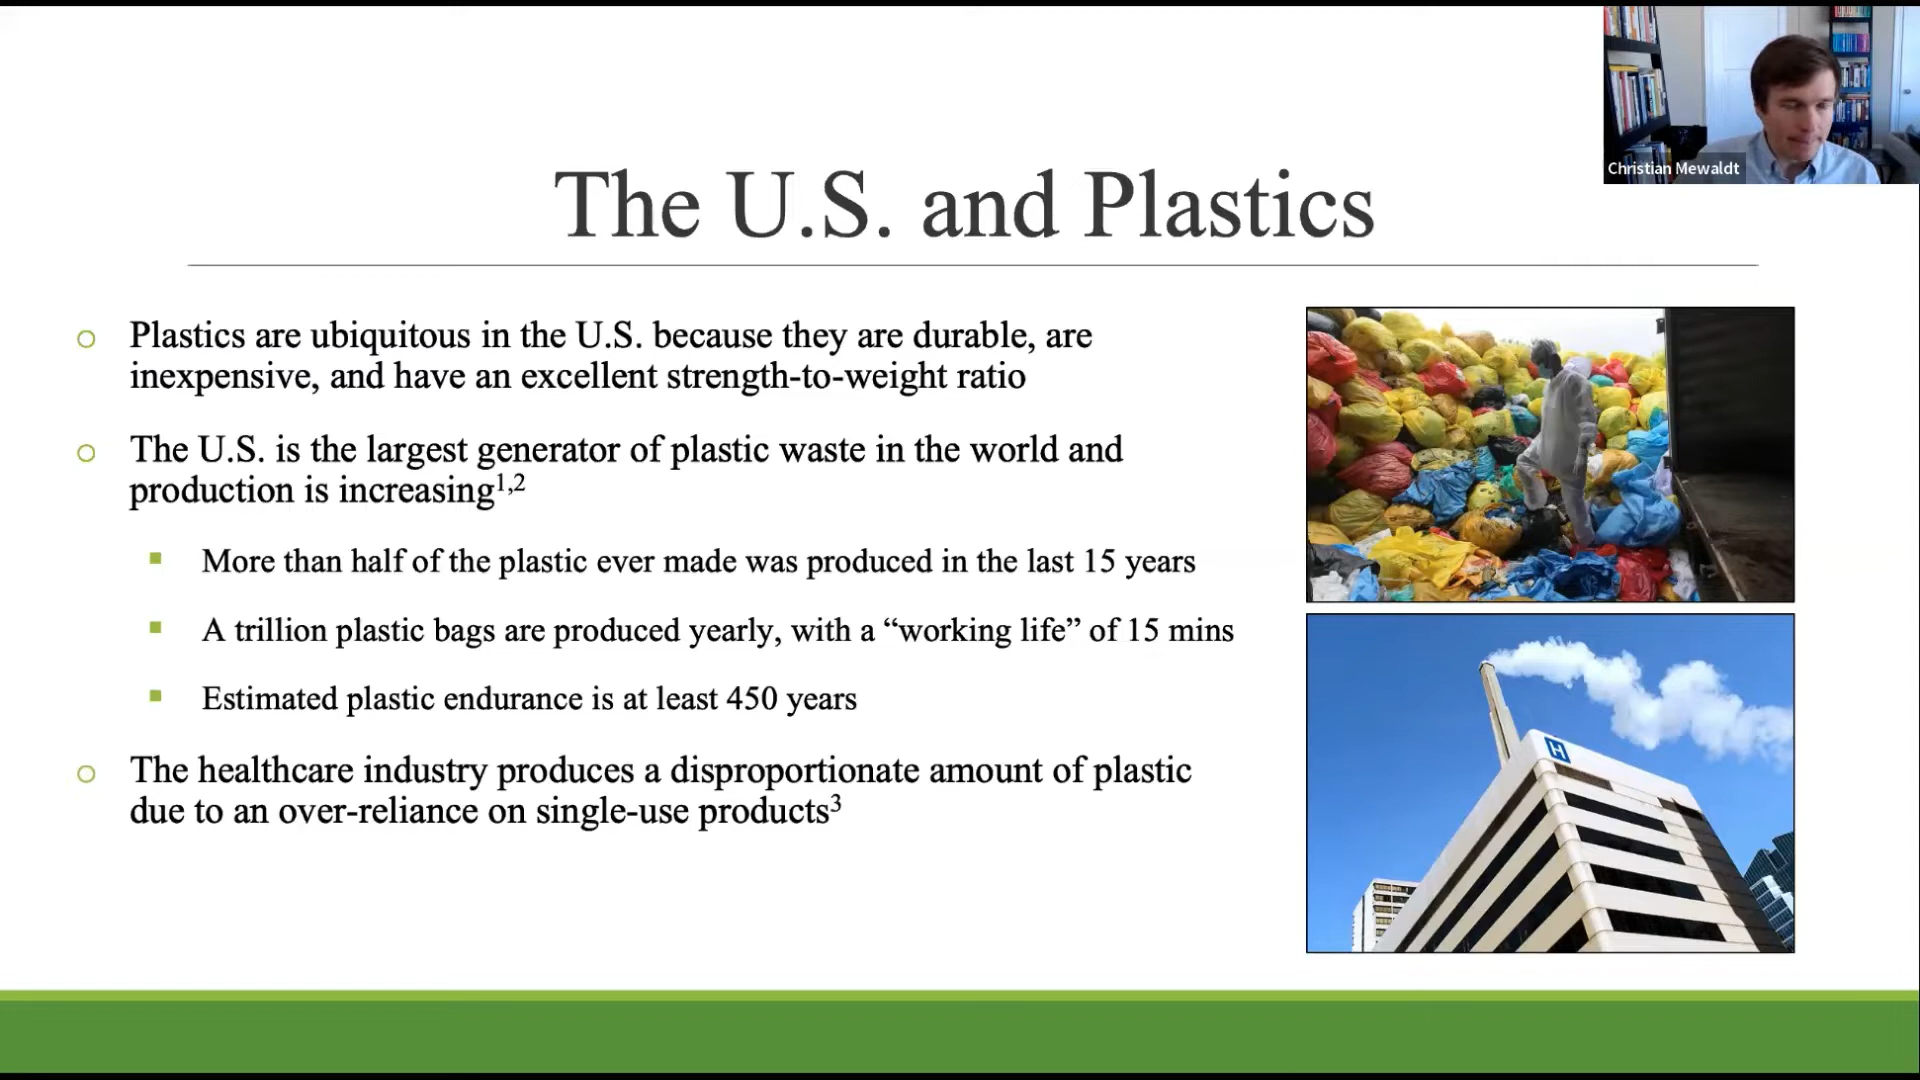 Christian Mewaldt
The U.S. and Plastics
Plastics are ubiquitous in the U.S. because they are durable, are
inexpensive, and have an excellent strength-to-weight ratio
The U.S. is the largest generator of plastic waste in the world and
production is increasing1,2
More than half of the plastic ever made was produced in the last 15 years
A trillion plastic bags are produced yearly, with a “working life” of 15 mins
Estimated plastic endurance is at least 450 years
The healthcare industry produces a disproportionate amount of plastic
due to an over-reliance on single-use products3
H